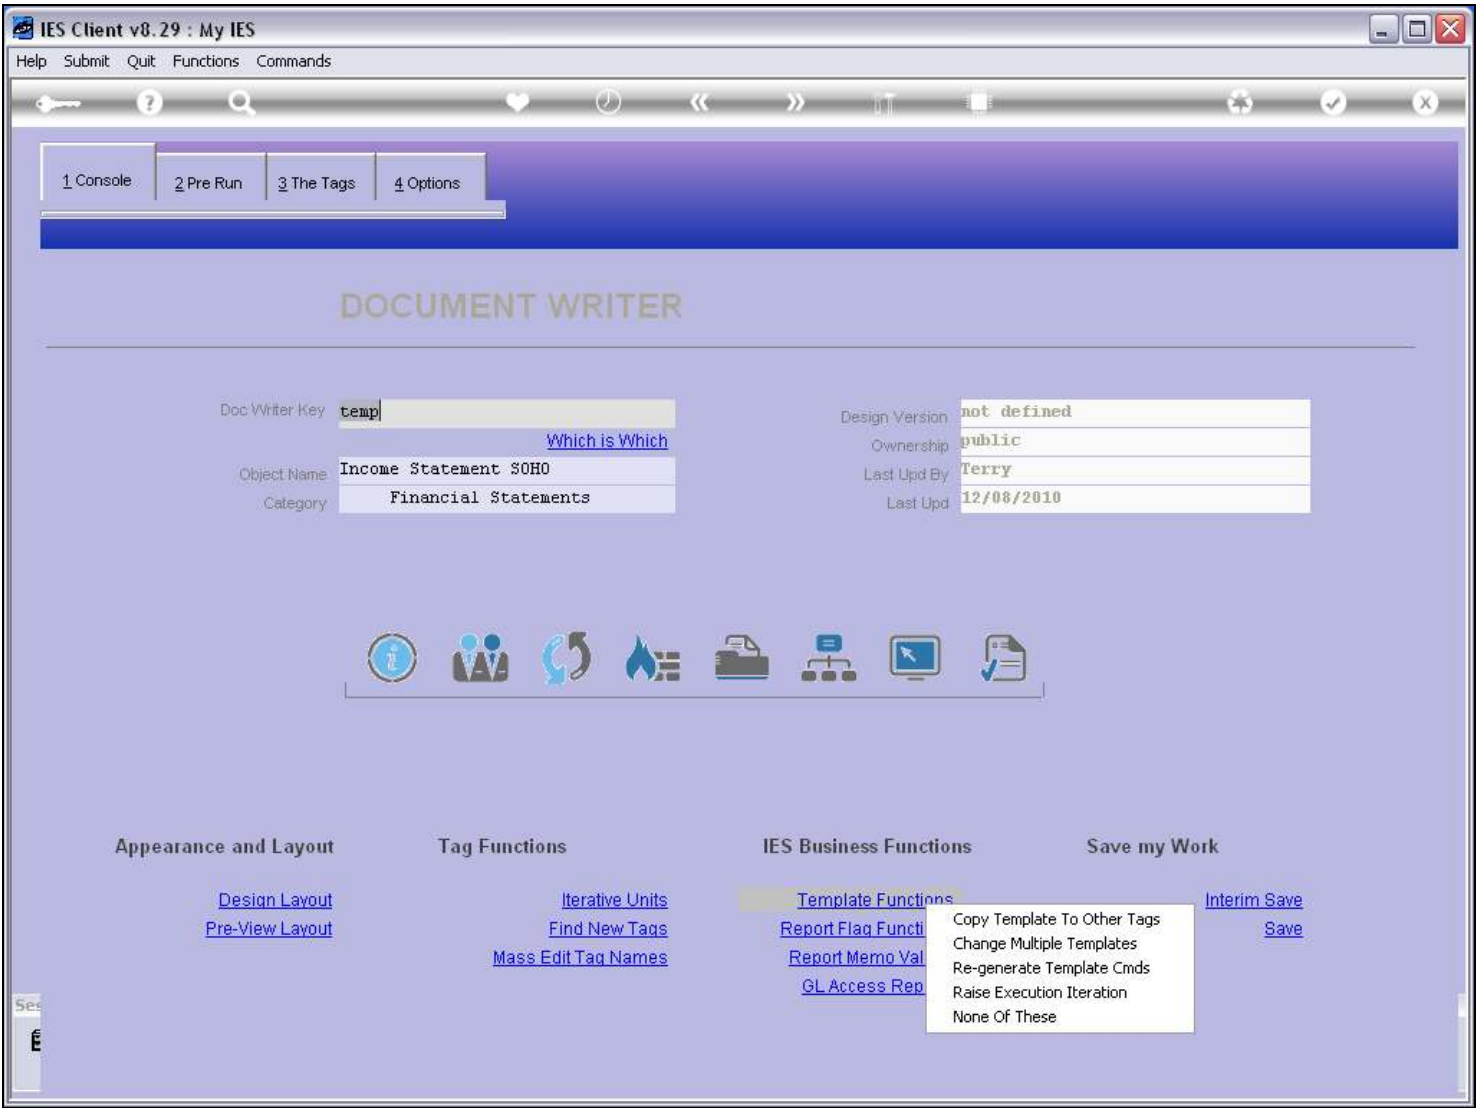 IES Client v8.29 : My IES
Help Submit Quit Functions Commands
1 Console 2 Pre Run 3 The Tags 4 Options
DOCUMENT WRITER
Doc Writer Key temp
Which is Which
Object Name Income Statement SOHO
Category Financial Statements
Design Version not defined
Ownership public
Last Upd By Terry
Last Upd 12/08/2010
Appearance and Layout
Design Layout
Pre-View Layout
Tag Functions
Iterative Units
Find New Tags
Mass Edit Tag Names
IES Business Functions
Template Functions
Report Flag Functi
Report Memo Val
GL Access Rep
Copy Template To Other Tags
Change Multiple Templates
Re-generate Template Cmds
Raise Execution Iteration
None Of These
Save my Work
Interim Save
Save
Ses